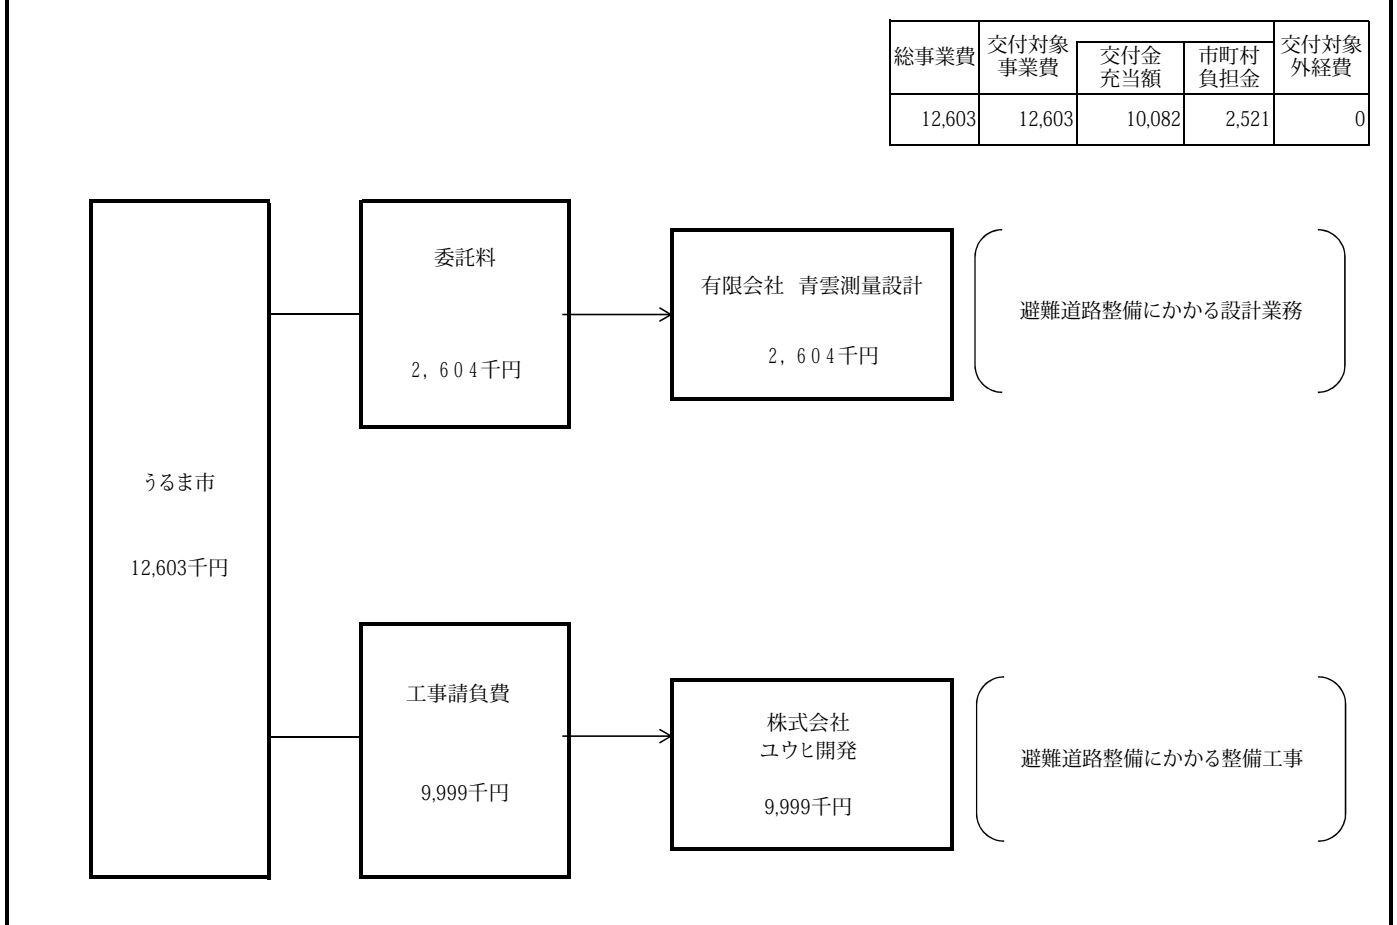 総事業費
交付対象
事業費
交付金
充当額
市町村
負担金
交付対象
外経費
12,603
12,603
10,082
2,521
0
委託料
2，６０４千円
有限会社　青雲測量設計
2，６０４千円
避難道路整備にかかる設計業務
うるま市
12,603千円
工事請負費
9,999千円
株式会社
ユウヒ開発
9,999千円
避難道路整備にかかる整備工事